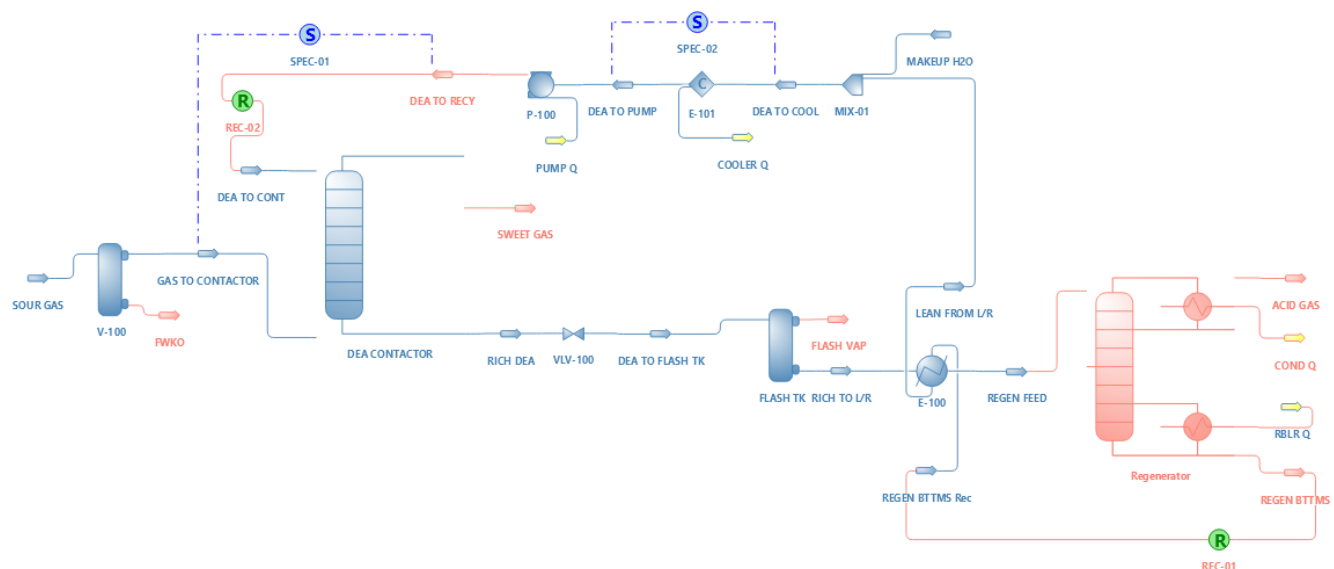 S
SPEC-01
S
SPEC-02
MAKEUP H2O
DEA TO RECY
R
REC-02
P-100
DEA TO PUMP
C
E-101
DEA TO COOL
MIX-01
PUMP Q
COOLER Q
DEA TO CONT
SWEET GAS
SOUR GAS
V-100
GAS TO CONTACTOR
FWKO
DEA CONTACTOR
RICH DEA
VLV-100
DEA TO FLASH TK
FLASH VAP
FLASH TK
RICH TO L/R
LEAN FROM L/R
E-100
REGEN FEED
ACID GAS
COND Q
RBLR Q
Regenerator
REGEN BTTMS
REGEN BTTMS Rec
R
REC-01